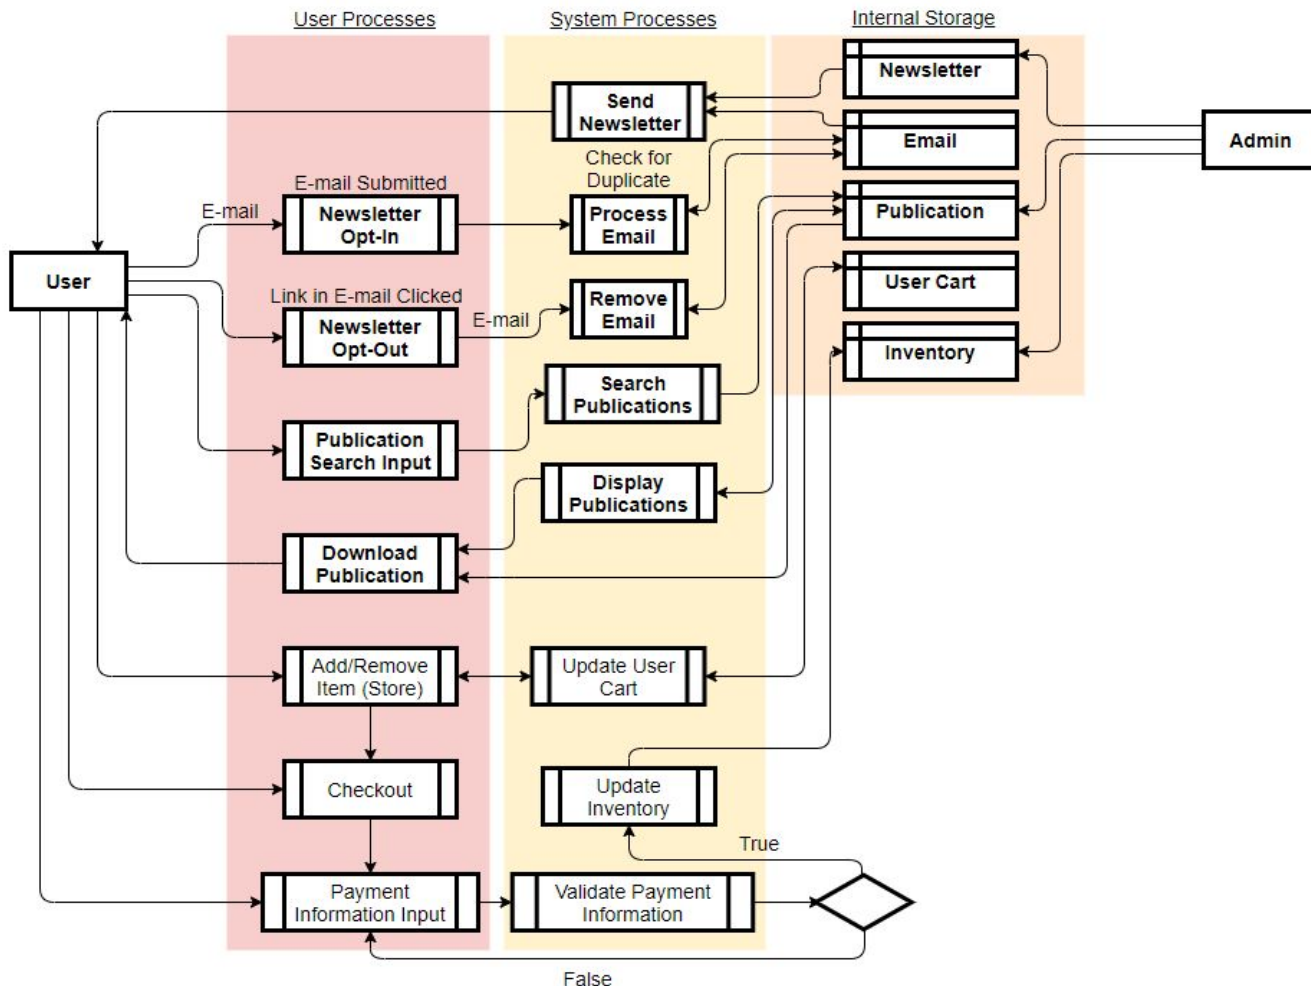 User Processes
System Processes
Internal Storage
Newsletter
Send
Newsletter
Email
Admin
Check for
Duplicate
E-mail Submitted
E-mail
Newsletter
Opt-In
Process
Email
Publication
User
User Cart
Link in E-mail Clicked
Newsletter
Opt-Out
E-mail
Remove
Email
Inventory
Search
Publications
Publication
Search Input
Display
Publications
Download
Publication
Add/Remove
Item (Store)
Update User
Cart
Checkout
Update
Inventory
True
Payment
Information Input
Validate Payment
Information
False